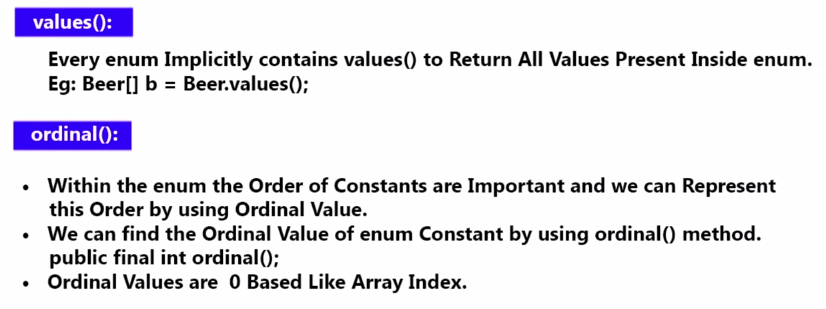 values():
Every enum Implicitly contains values() to Return All Values Present Inside enum.
Eg: Beer[] b = Beer.values();
ordinal():
• Within the enum the Order of Constants are Important and we can Represent
this Order by using Ordinal Value.
• We can find the Ordinal Value of enum Constant by using ordinal() method.
public final int ordinal();
• Ordinal Values are 0 Based Like Array Index.